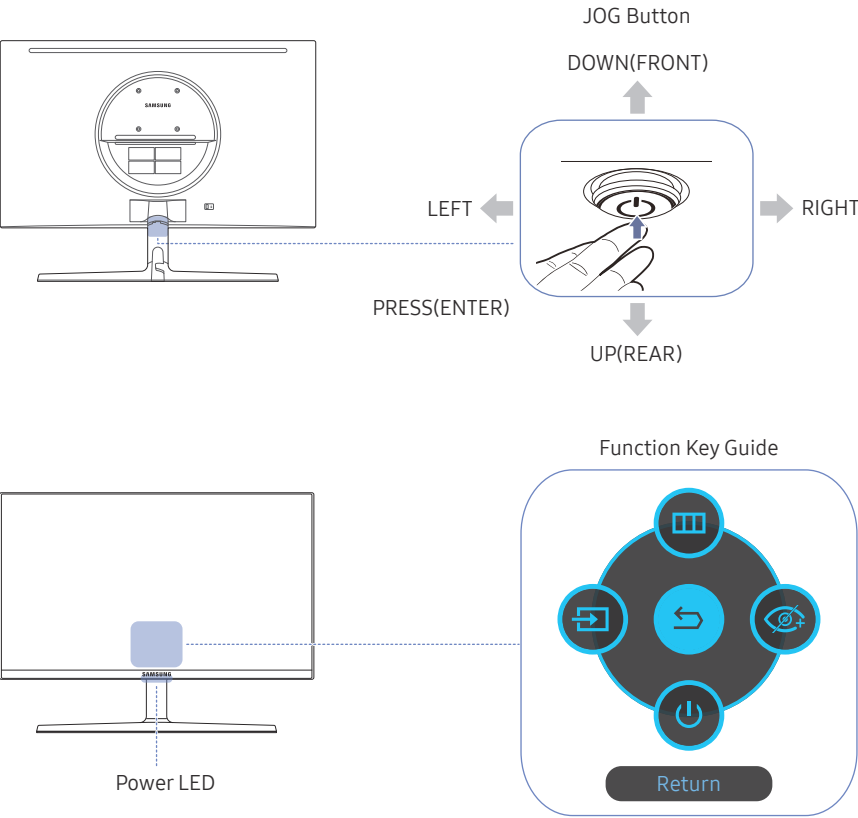 JOG Button
DOWN(FRONT)
SAMSUNG
LEFT
RIGHT
PRESS(ENTER)
UP(REAR)
Function Key Guide
SAMSUNG
Power LED
Return